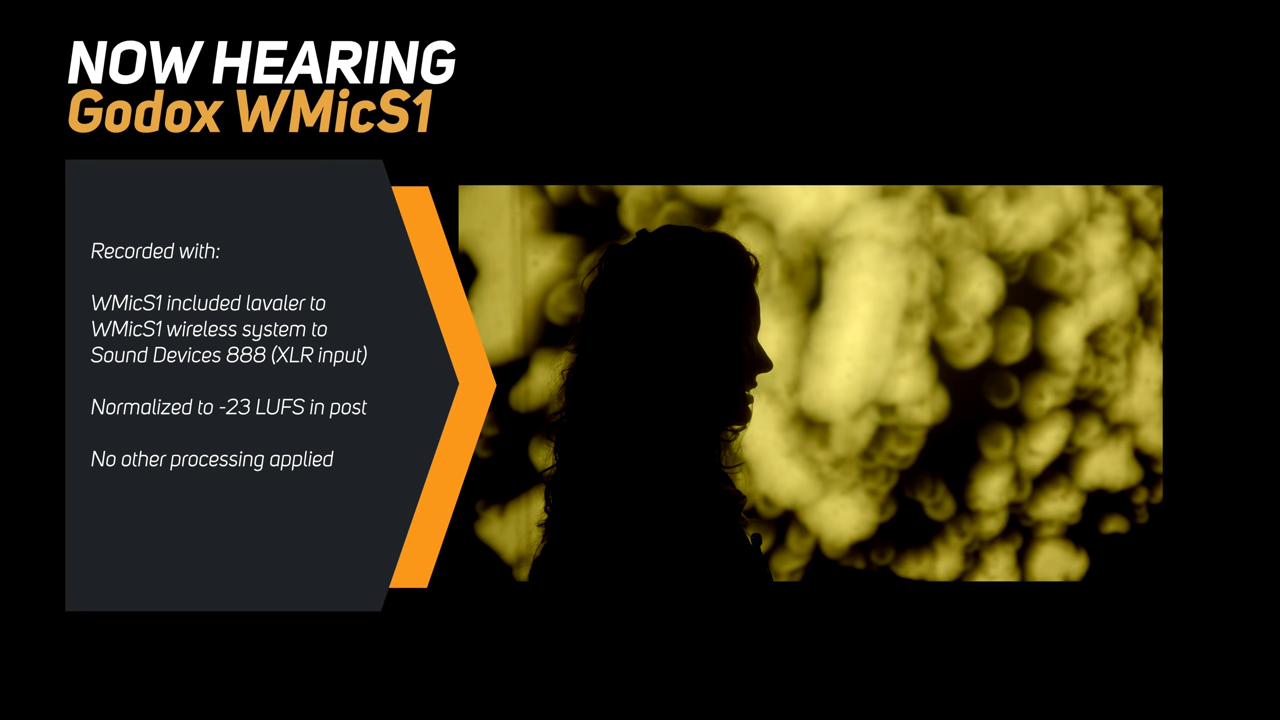 NOW HEARING
Godox WMicS1
Recorded with:
WMicS1 included lavaler to
WMicS1 wireless system to
Sound Devices 888 (XLR input)
Normalized to -23 LUFS in post
No other processing applied